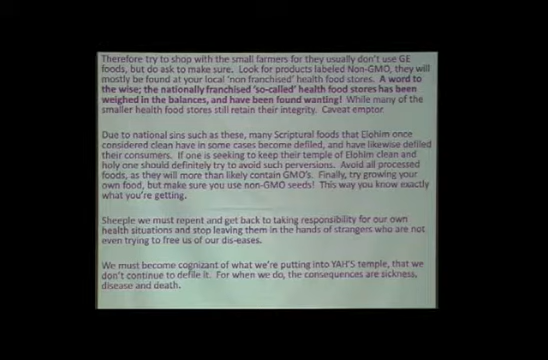 Therefore try to shop with the small farmers for they usually don't use GE
foods, but do ask to make sure.  Look for products labeled Non-GMO, they will
mostly be found at your local 'non franchised' health food stores.  A word to
the wise; the nationally franchised 'so-called' health food stores has been
weighed in the balances, and have been found wanting!  While many of the
smaller health food stores still retain their integrity.  Caveat emptor.
Due to national sins such as these, many Scriptural foods that Elohim once
considered clean have in some cases become defiled, and have likewise defiled
their consumers.  If one is seeking to keep their temple of Elohim clean and
holy one should definitely try to avoid such perversions.  Avoid all processed
foods, as they will more than likely contain GMO's.  Finally, try growing your
own food, but make sure you use non-GMO seeds!  This way you know exactly
what you're getting.
Sheeple we must repent and get back to taking responsibility for our own
health situations and stop leaving them in the hands of strangers who are not
even trying to free us of our dis-eases.
We must become cognizant of what we're putting into YAH'S temple, that we
don't continue to defile it.  For when we do, the consequences are sickness,
disease and death.